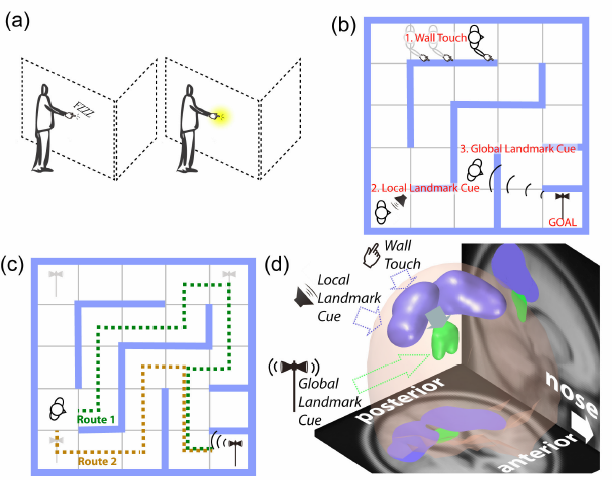 (a)
FZZZ
(b)
1. Wall Touch
3. Global Landmark Cue
2. Local Landmark Cue
GOAL
(c)
Route 1
Route 2
(d)
Wall
Touch
Local
Landmark
Cue
Global
Landmark
Cue
posterior
anterior
nose